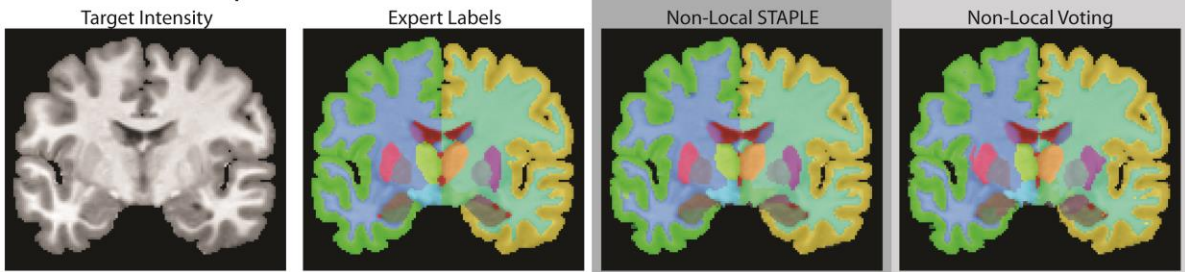 Target Intensity
Expert Labels
Non-Local STAPLE
Non-Local Voting